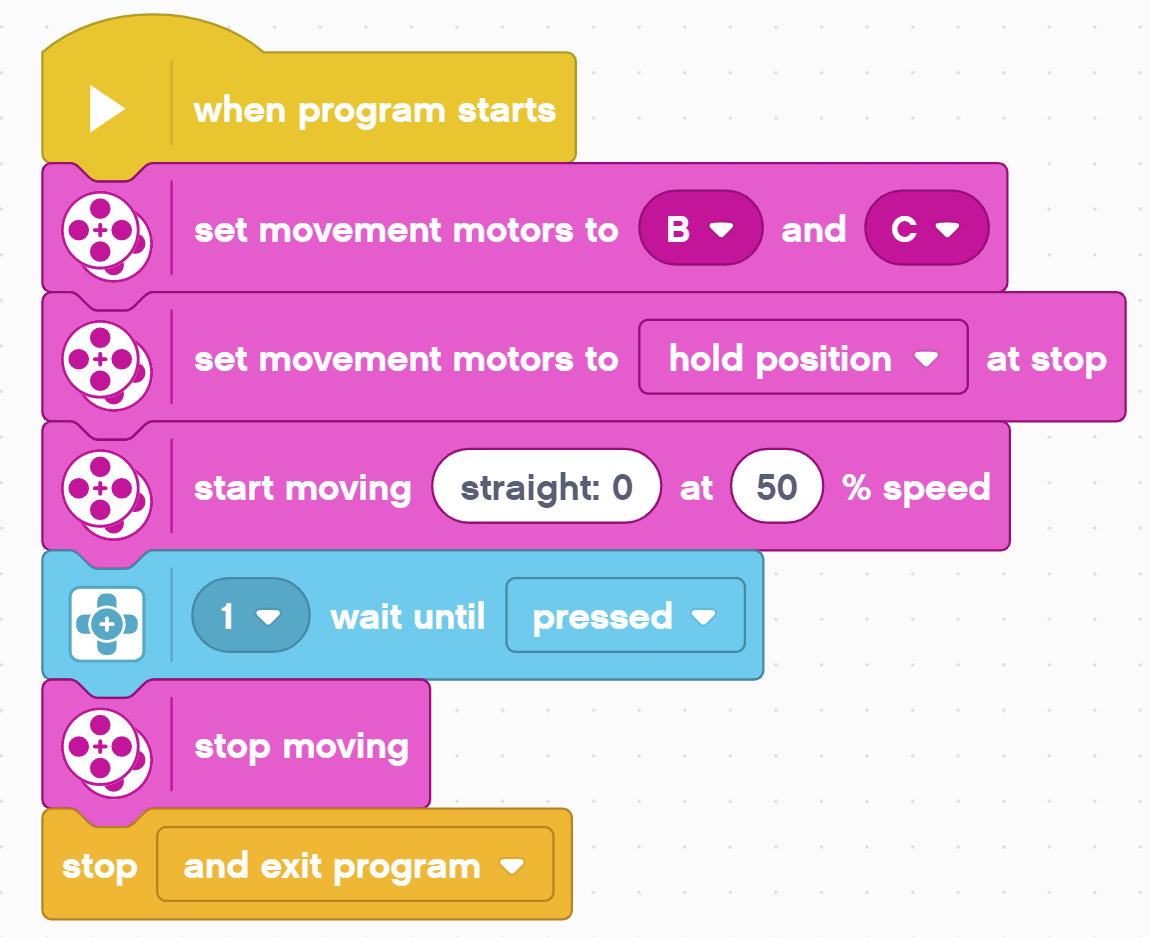 when program starts
set movement motors to B and C
set movement motors to hold position at stop
start moving straight: 0 at 50 % speed
1 wait until pressed
stop moving
stop and exit program